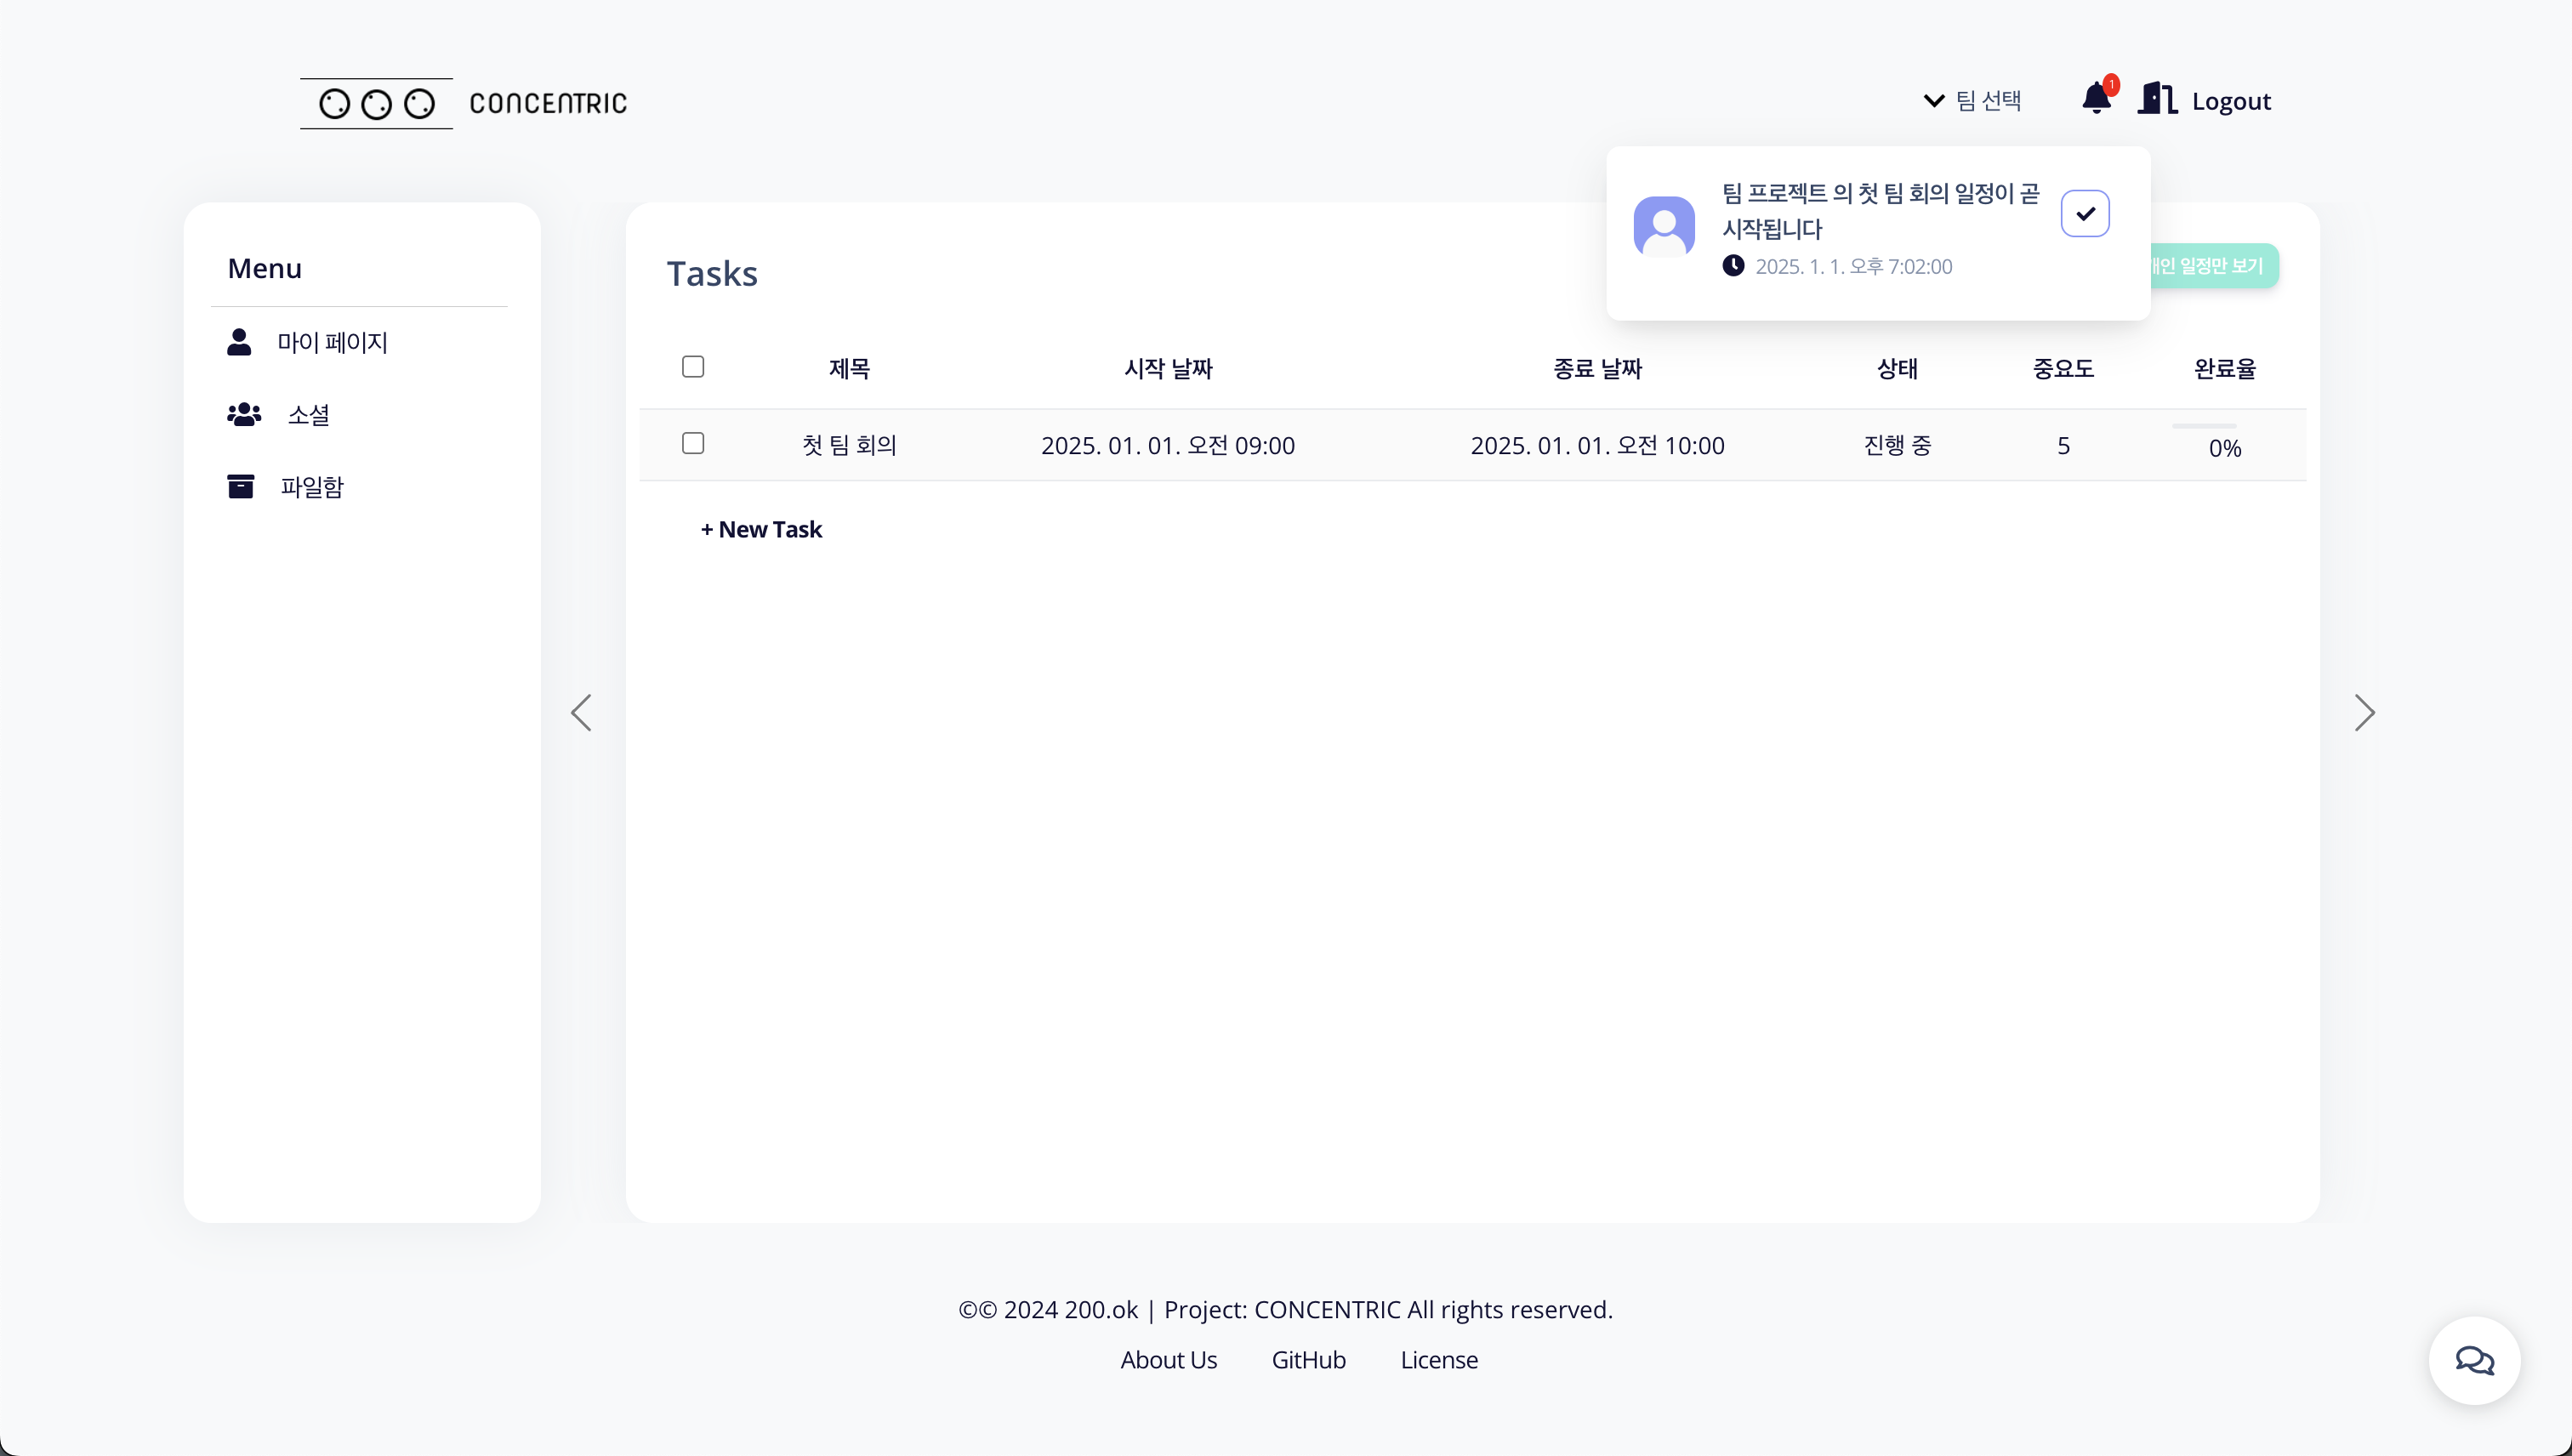 CONCENTRIC
팀 선택
1
Logout
팀 프로젝트 의 첫 팀 회의 일정이 곧
시작됩니다
2025. 1. 1. 오후 7:02:00
Menu
마이 페이지
소셜
파일함
Tasks
일정만 보기
제목 시작 날짜 종료 날짜 상태 중요도 완료율
첫 팀 회의 2025. 01. 01. 오전 09:00 2025. 01. 01. 오전 10:00 진행 중 5 0%
+ New Task
©© 2024 200.ok | Project: CONCENTRIC All rights reserved.
About Us GitHub License